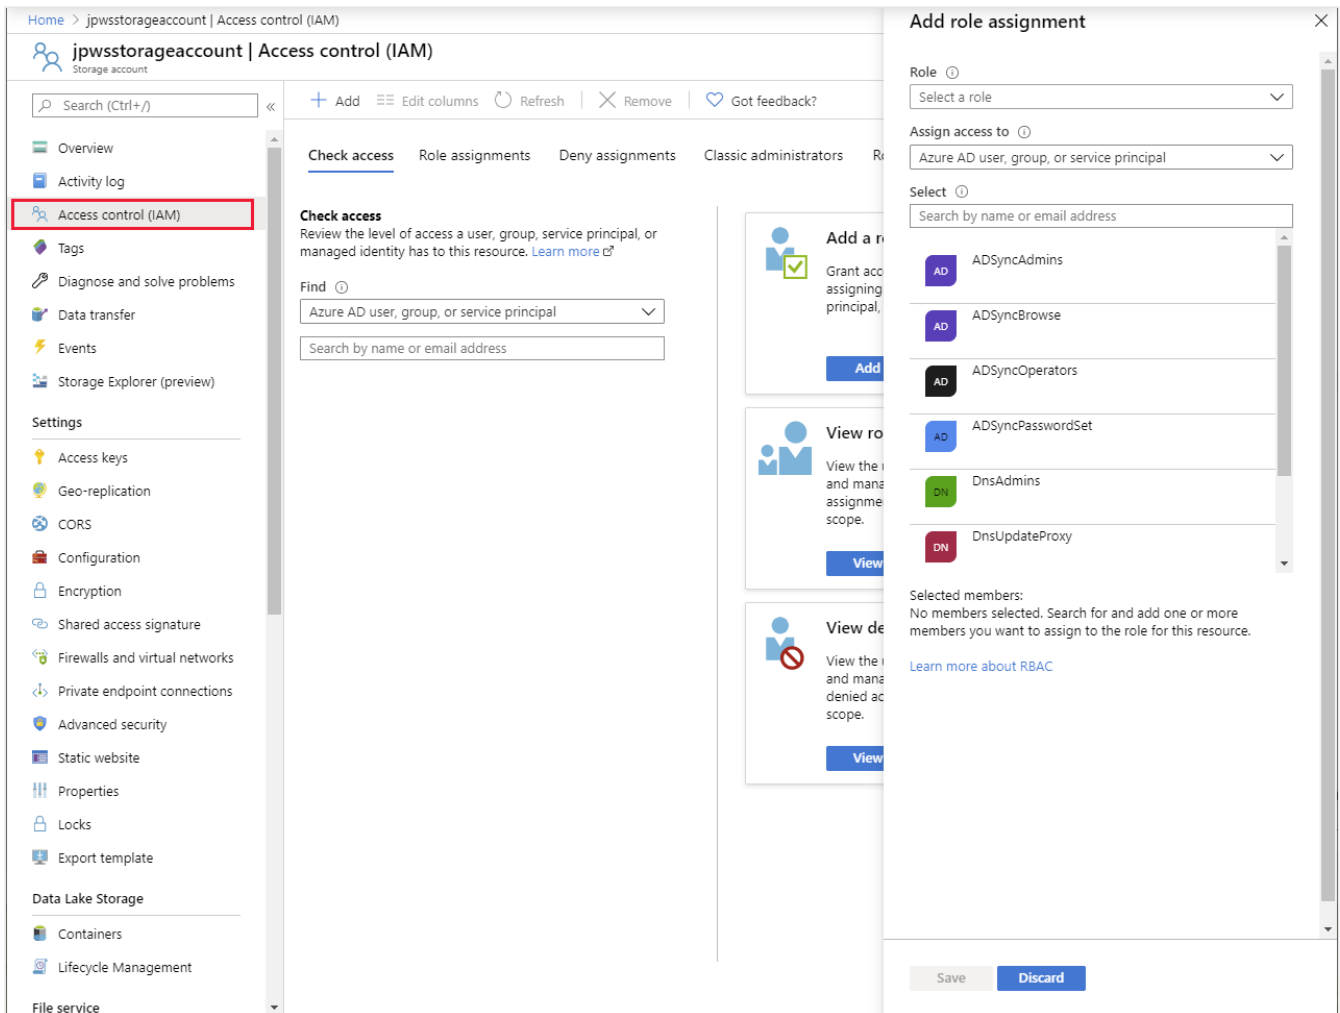 Home > jpwsstorageaccount | Access control (IAM)
jpwsstorageaccount | Access control (IAM)
Storage account
Search (Ctrl+/)
«
Overview
Activity log
Access control (IAM)
Tags
Diagnose and solve problems
Data transfer
Events
Storage Explorer (preview)
Settings
Access keys
Geo-replication
CORS
Configuration
Encryption
Shared access signature
Firewalls and virtual networks
Private endpoint connections
Advanced security
Static website
Properties
Locks
Export template
Data Lake Storage
Containers
Lifecycle Management
File service
Add Edit columns Refresh Remove Got feedback?
Check access Role assignments Deny assignments Classic administrators
Check access
Review the level of access a user, group, service principal, or
managed identity has to this resource. Learn more
Find
Azure AD user, group, or service principal
Search by name or email address
Add a r
Grant acc
assigning
principal,
Add
View ro
View the
and mana
assignme
scope.
View
View de
View the
and mana
denied ac
scope.
View
Add role assignment
Role
Select a role
Assign access to
Azure AD user, group, or service principal
Select
Search by name or email address
AD ADSyncAdmins
AD ADSyncBrowse
AD ADSyncOperators
AD ADSyncPasswordSet
DN DnsAdmins
DN DnsUpdateProxy
Selected members:
No members selected. Search for and add one or more
members you want to assign to the role for this resource.
Learn more about RBAC
Save Discard